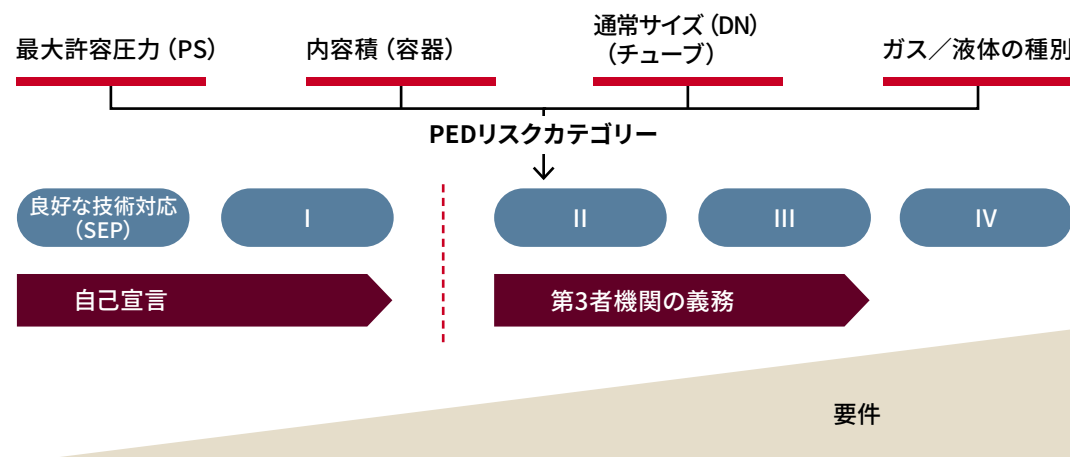 最大許容圧力（PS）
内容積（容器）
通常サイズ（DN）
（チューブ）
ガス／液体の種別
PEDリスクカテゴリー
良好な技術対応
（SEP）
I
II
III
IV
自己宣言
第3者機関の義務
要件